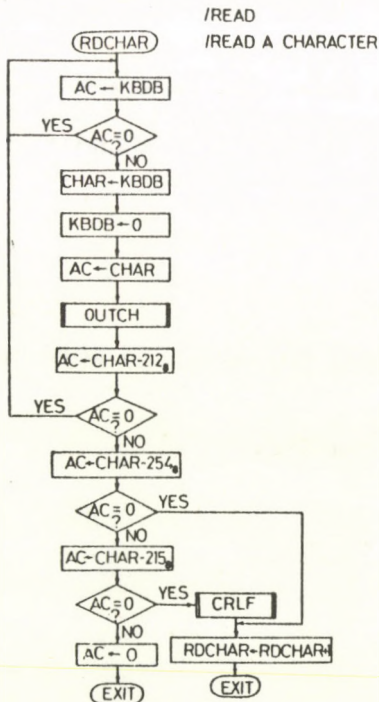 /READ
RDCHAR
/READ A CHARACTER
AC←KBDB
YES
AC=0
?
NO
CHAR←KBDB
KBDB←0
AC←CHAR
OUTCH
AC←CHAR-212₈
YES
AC=0
?
NO
AC←CHAR-254₈
AC=0
?
YES
NO
AC←CHAR-215₈
AC=0
?
YES
CRLF
NO
AC←0
RDCHAR←RDCHAR+1
EXIT
EXIT